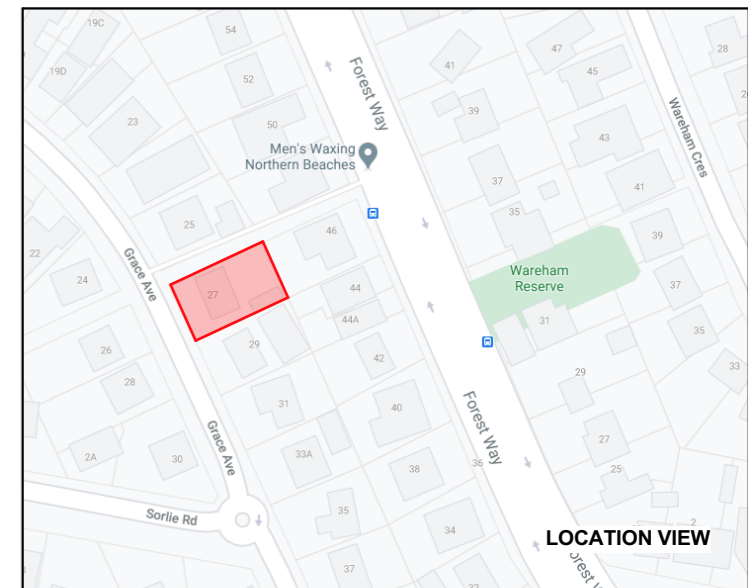 19C
54
19D
52
23
50
Forest Way
41
47
45
28
39
Wareham Cres
43
Men's Waxing
Northern Beaches
37
41
25
35
46
39
22
24
Grace Ave
27
44
Wareham
Reserve
37
44A
31
35
26
29
42
33
28
29
31
40
Forest Way
2A
30
Grace Ave
33A
38
36
27
25
Sorlie Rd
35
34
2
LOCATION VIEW
37
32